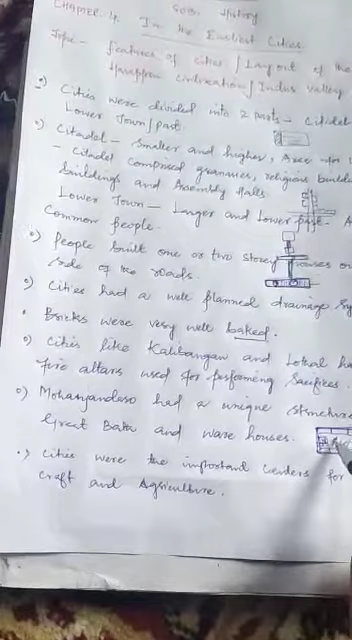 CHAPTER - 4 SOS. History
In the Earliest Cities.
Topic - features of cities / Layout of the
Harappan Civilization / Indus Valley
Cities were divided into 2 parts - Citadel
Lower Town / Past
Citadel - Smaller and higher, Area
- Citadel comprised granaries, religious build
buildings and Assembly Halls.
Lower Town - Larger and Lower part - A
Common people.
People built one or two storey houses on
side of the roads.
Cities had a well planned drainage Sy
Bricks were very well baked.
Cities like Kalibangan and Lothal ha
fire altars used for performing Sacrifices.
Mohanjandaro had a unique structure
Great Bath and ware houses.
Cities were the important Centers for
craft and Agriculture.